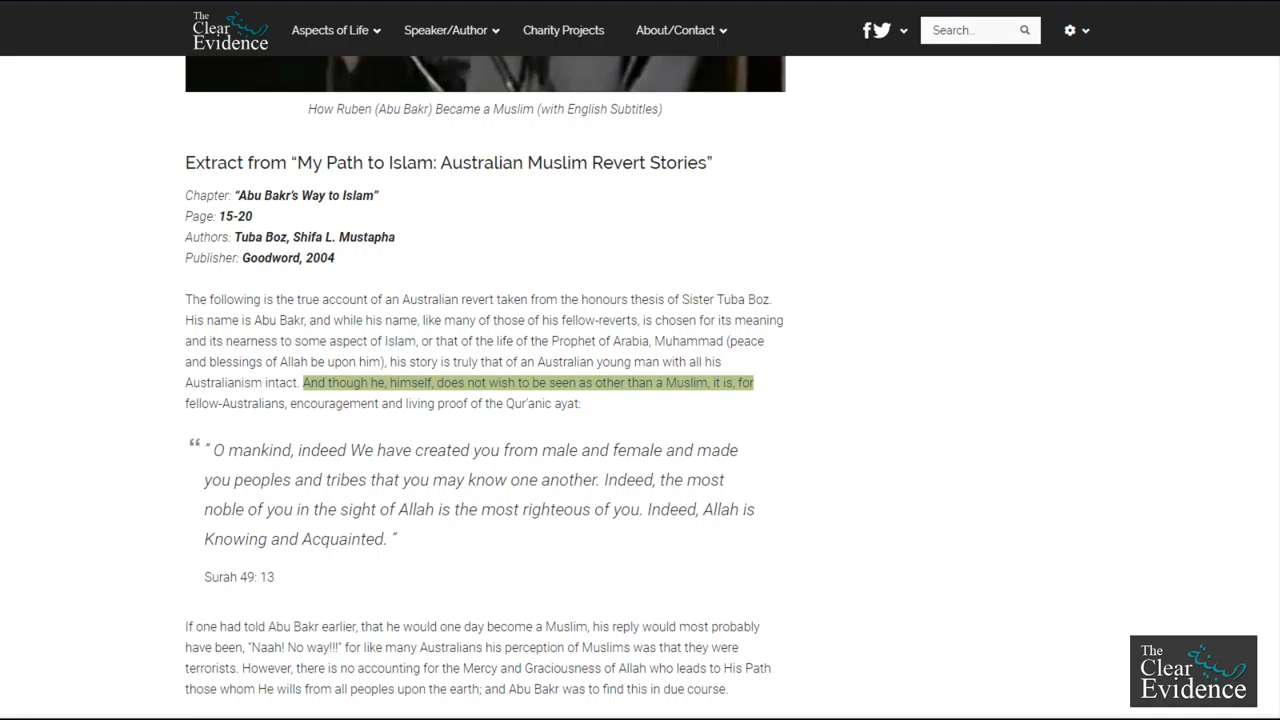 The
Clear
Evidence
Aspects of Life
Speaker/Author
Charity Projects
About/Contact
Search...
How Ruben (Abu Bakr) Became a Muslim (with English Subtitles)
Extract from “My Path to Islam: Australian Muslim Revert Stories”
Chapter: “Abu Bakr’s Way to Islam”
Page: 15-20
Authors: Tuba Boz, Shifa L. Mustapha
Publisher: Goodword, 2004
The following is the true account of an Australian revert taken from the honours thesis of Sister Tuba Boz.
His name is Abu Bakr, and while his name, like many of those of his fellow-reverts, is chosen for its meaning
and its nearness to some aspect of Islam, or that of the life of the Prophet of Arabia, Muhammad (peace
and blessings of Allah be upon him), his story is truly that of an Australian young man with all his
Australianism intact. And though he, himself, does not wish to be seen as other than a Muslim, it is, for
fellow-Australians, encouragement and living proof of the Qur’anic ayat:
“ “ O mankind, indeed We have created you from male and female and made
you peoples and tribes that you may know one another. Indeed, the most
noble of you in the sight of Allah is the most righteous of you. Indeed, Allah is
Knowing and Acquainted. “
Surah 49: 13
If one had told Abu Bakr earlier, that he would one day become a Muslim, his reply would most probably
have been, “Naah! No way!!!” for like many Australians his perception of Muslims was that they were
terrorists. However, there is no accounting for the Mercy and Graciousness of Allah who leads to His Path
those whom He wills from all peoples upon the earth; and Abu Bakr was to find this in due course.
The
Clear
Evidence